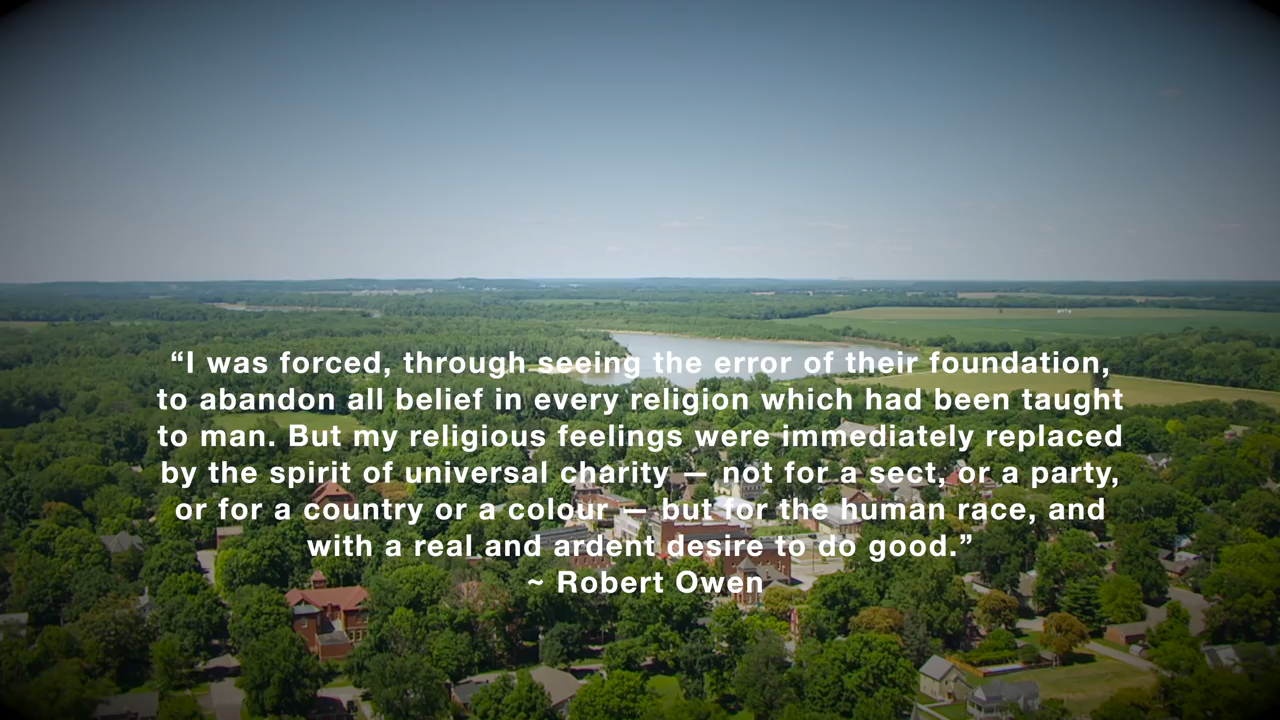 “I was forced, through seeing the error of their foundation,
to abandon all belief in every religion which had been taught
to man. But my religious feelings were immediately replaced
by the spirit of universal charity — not for a sect, or a party,
or for a country or a colour — but for the human race, and
with a real and ardent desire to do good.”
~ Robert Owen